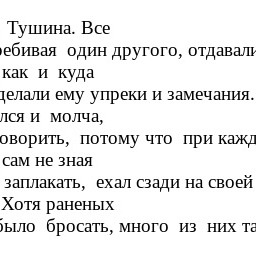 Тушина. Все
ребивая один другого, отдавали
как и куда
делали ему упреки и замечания.
лся и молча,
оворить, потому что при кажд
сам не зная
заплакать, ехал сзади на своей
Хотя раненых
было бросать, много из них та